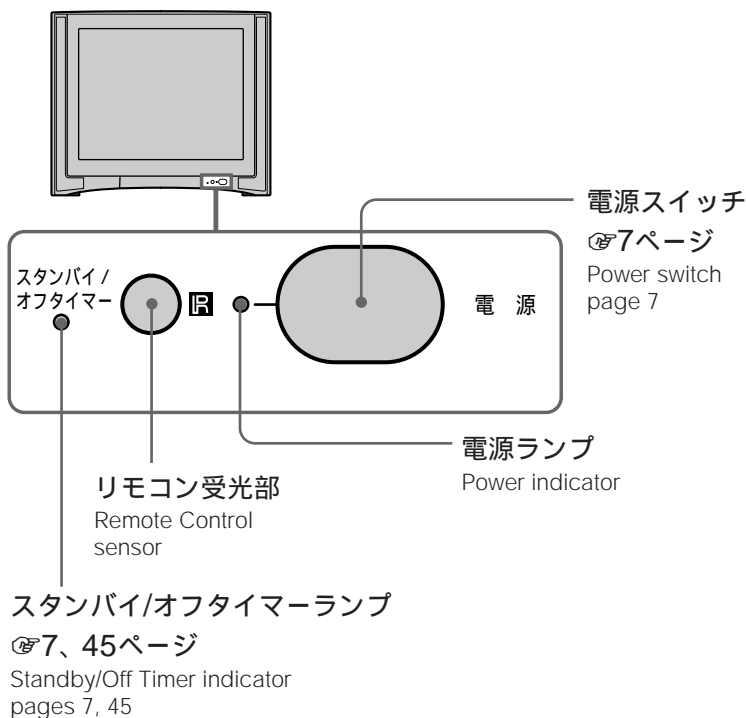 電源スイッチ
☞7ページ
Power switch
page 7
スタンバイ /
オフタイマー
R
電 源
電源ランプ
Power indicator
リモコン受光部
Remote Control
sensor
スタンバイ/オフタイマーランプ
☞7、45ページ
Standby/Off Timer indicator
pages 7, 45